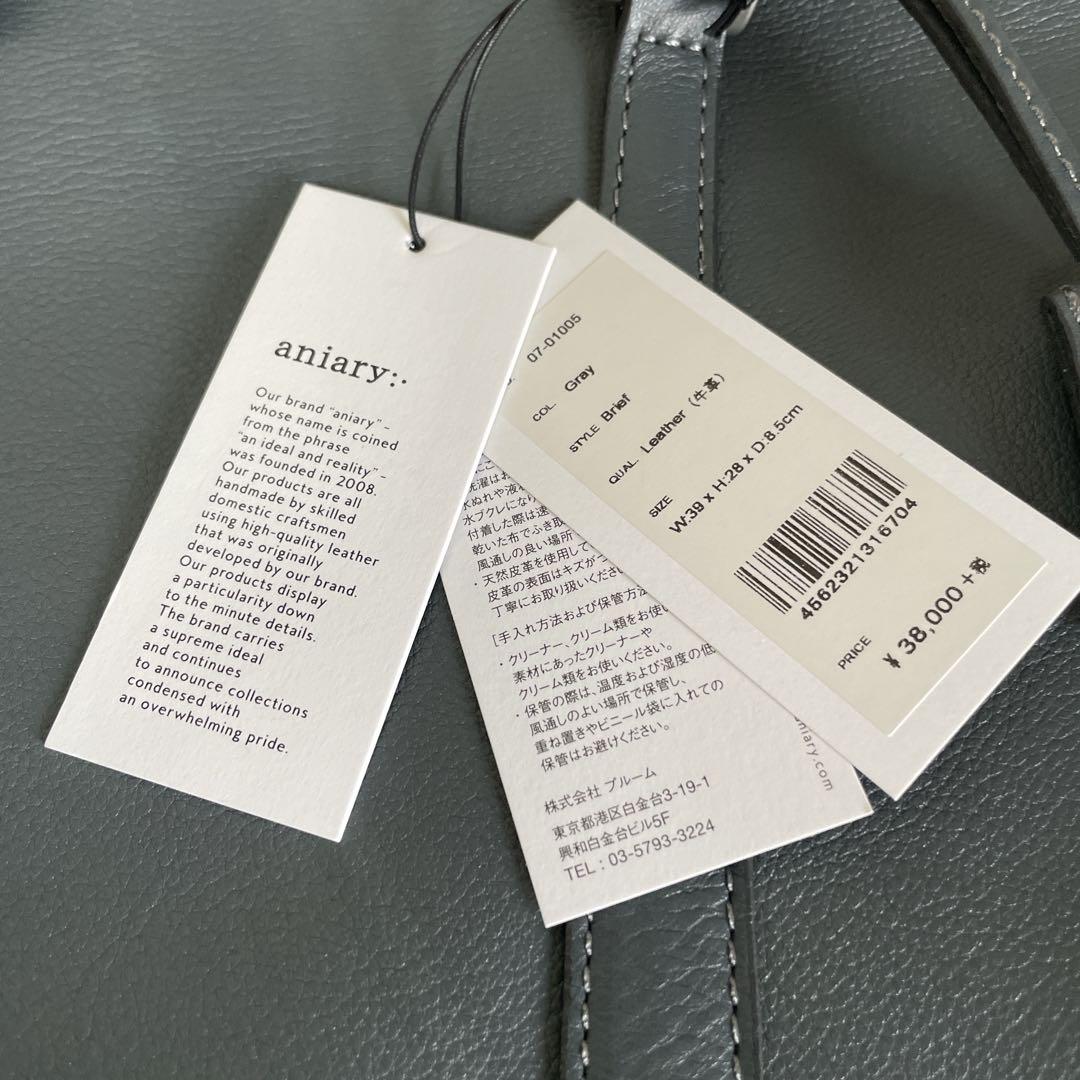 aniary:.
Our brand "aniary" –
whose name is coined
from the phrase
"an ideal and reality" –
was founded in 2008.
Our products are all
handmade by skilled
domestic craftsmen
using high-quality leather
that was originally
developed by our brand.
Our products display
a particularity down
to the minute details.
The brand carries
a supreme ideal
and continues
to announce collections
condensed with
an overwhelming pride.
水ぬれや液
水ブクレになり
付着した際は速
乾いた布でふき取
風通しの良い場所
・天然皮革を使用して
皮革の表面はキズがつ
丁寧にお取り扱いください
[手入れ方法および保管方法
・クリーナー、クリーム類をお使い
素材にあったクリーナーや
クリーム類をお使いください。
・保管の際は、温度および湿度の低
風通しのよい場所で保管し、
重ね置きやビニール袋に入れての
保管はお避けください。
株式会社 ブルーム
東京都港区白金台3-19-1
興和白金台ビル5F
TEL : 03-5793-3224
aniary.com
07-01005
COL. Gray
STYLE Brief
QUAL. Leather (牛革)
SIZE
W:39 x H:28 x D:8.5cm
4562321316704
PRICE
¥ 38,000+税